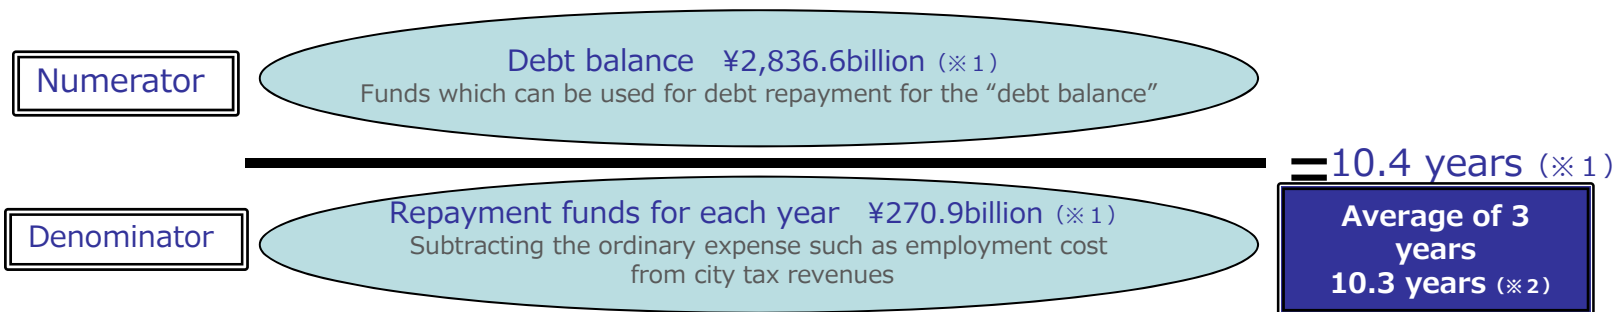 Numerator
Debt balance ¥2,836.6billion（※１）
Funds which can be used for debt repayment for the “debt balance”
＝10.4 years（※１）
Denominator
Repayment funds for each year ¥270.9billion（※１）
Subtracting the ordinary expense such as employment cost
from city tax revenues
Average of 3
years
10.3 years（※２）